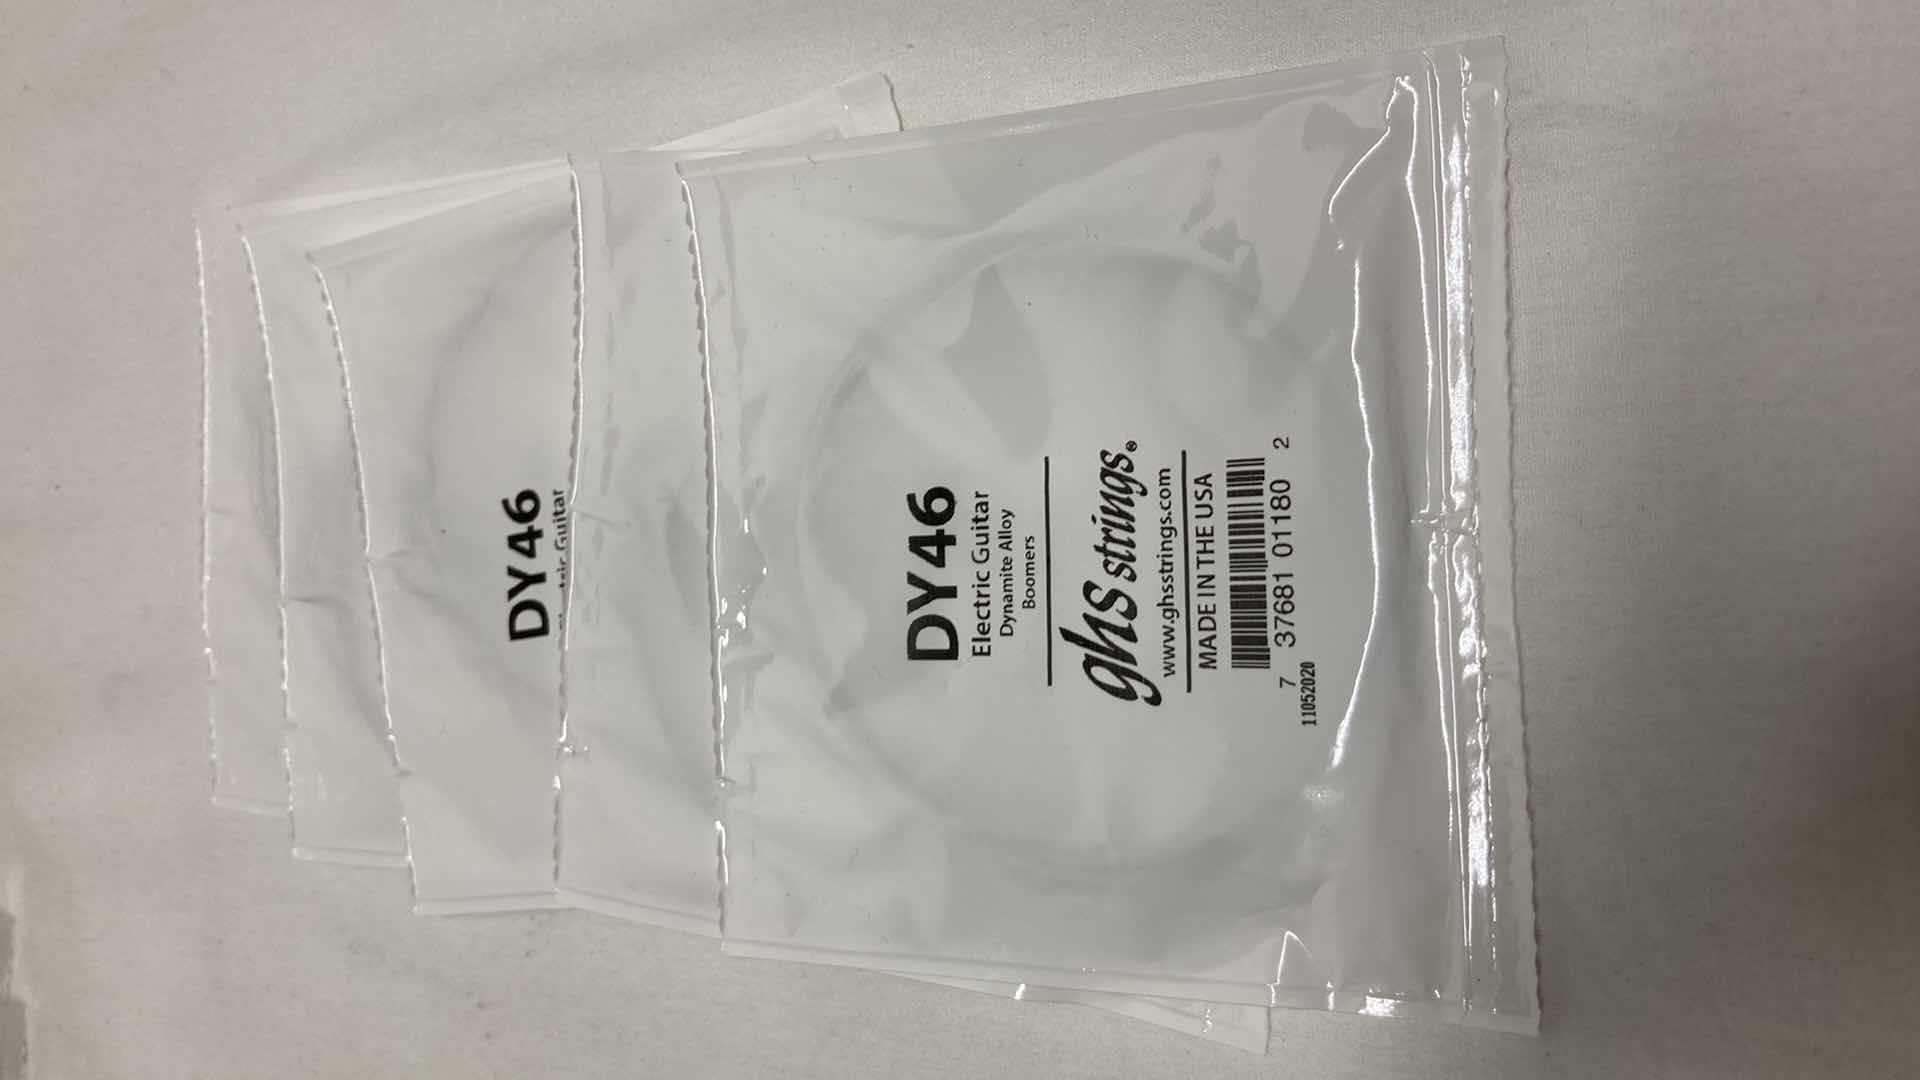 DY46
Guitar
DY46
Electric Guitar
Dynamite Alloy
Boomers
ghs strings®
www.ghsstrings.com
MADE IN THE USA
7 37681 01180 2
11052020